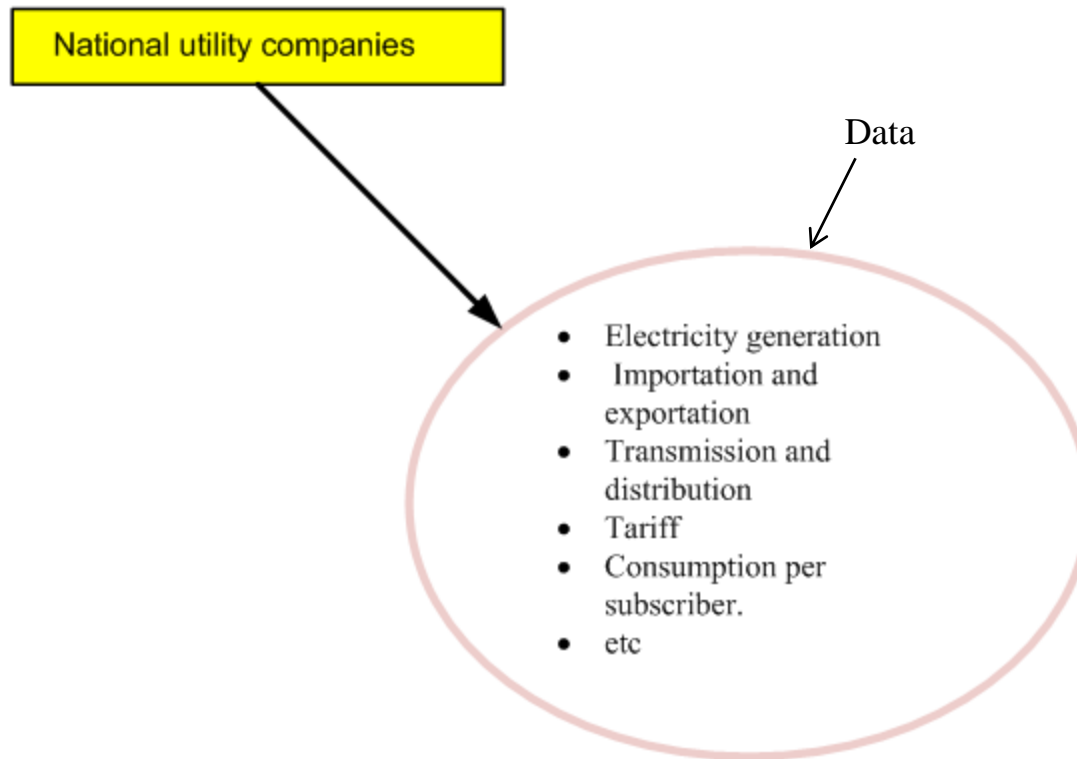 National utility companies
Data
• Electricity generation
• Importation and
exportation
• Transmission and
distribution
• Tariff
• Consumption per
subscriber.
• etc